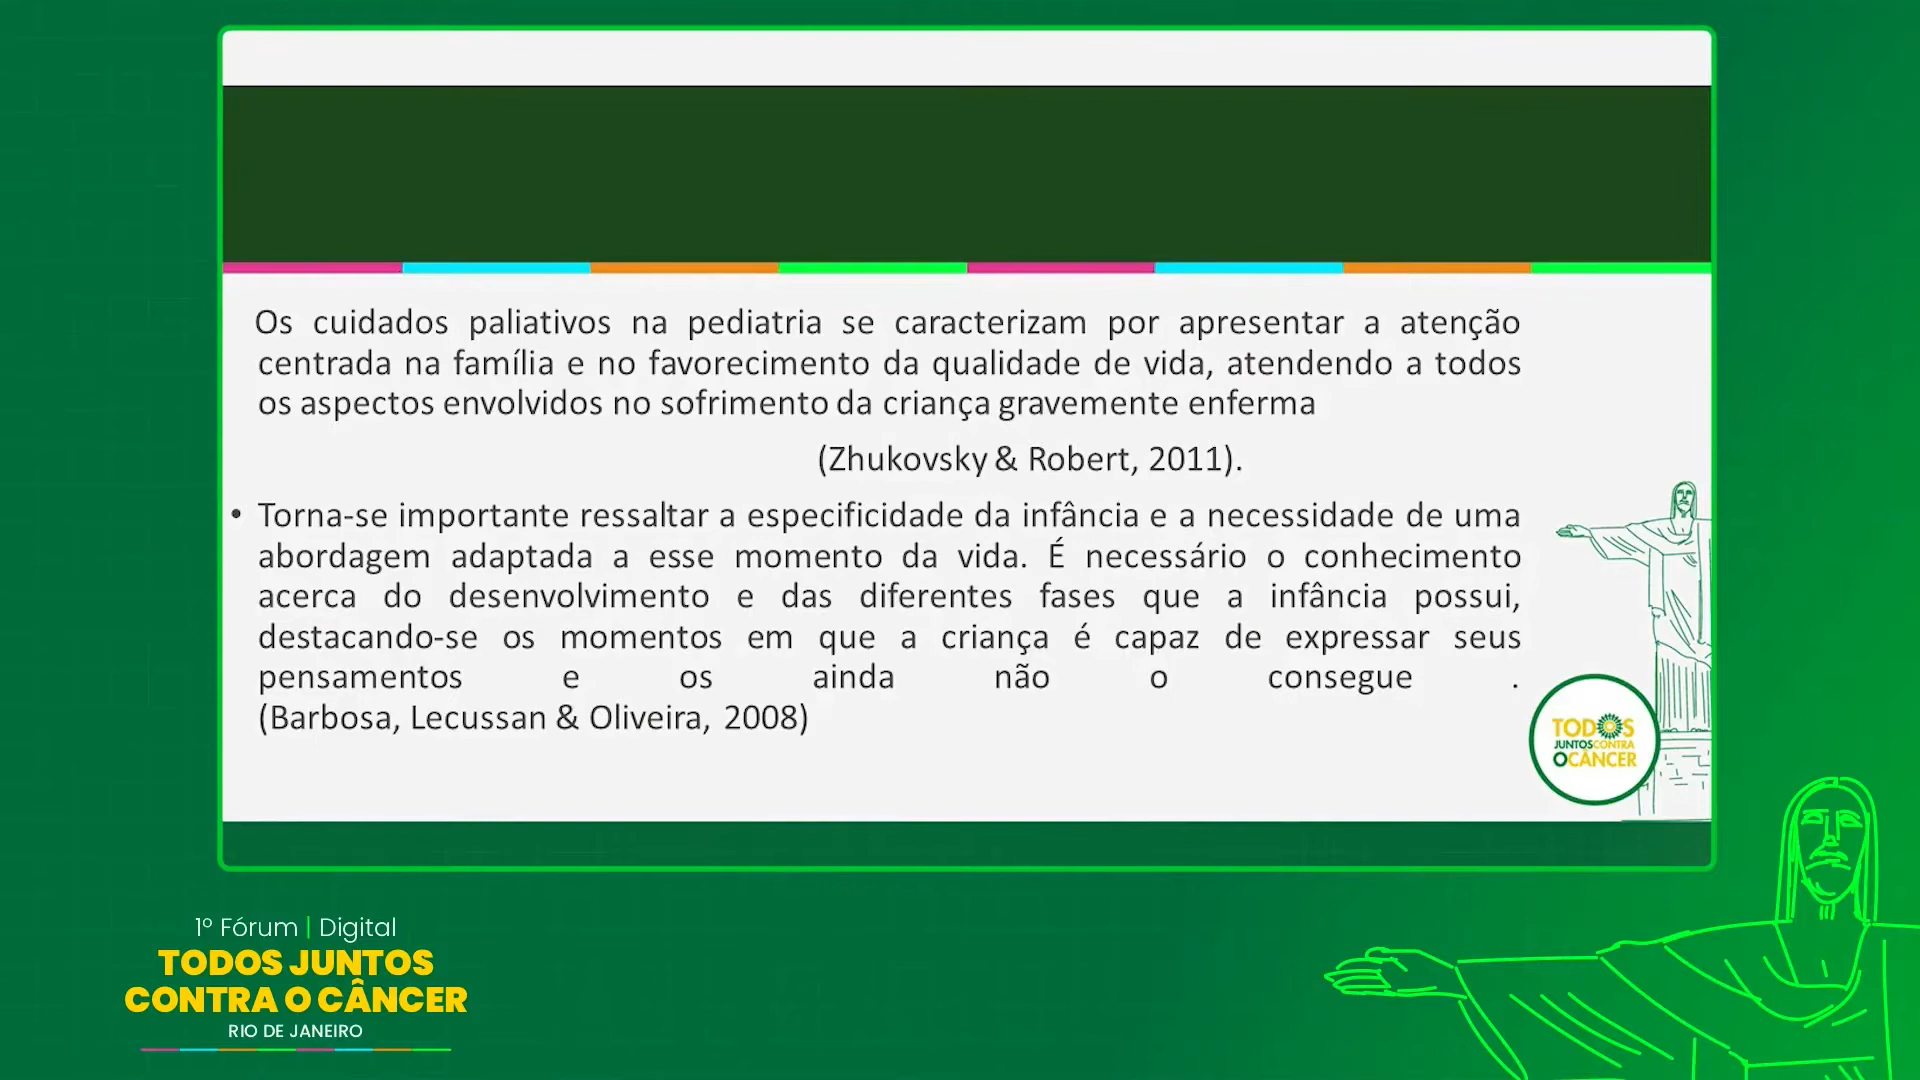 Os cuidados paliativos na pediatria se caracterizam por apresentar a atenção
centrada na família e no favorecimento da qualidade de vida, atendendo a todos
os aspectos envolvidos no sofrimento da criança gravemente enferma
(Zhukovsky & Robert, 2011).
• Torna-se importante ressaltar a especificidade da infância e a necessidade de uma
abordagem adaptada a esse momento da vida. É necessário o conhecimento
acerca do desenvolvimento e das diferentes fases que a infância possui,
destacando-se os momentos em que a criança é capaz de expressar seus
pensamentos e os ainda não o consegue .
(Barbosa, Lecussan & Oliveira, 2008)
TODOS
JUNTOSCONTRA
OCÂNCER
1º Fórum | Digital
TODOS JUNTOS
CONTRA O CÂNCER
RIO DE JANEIRO